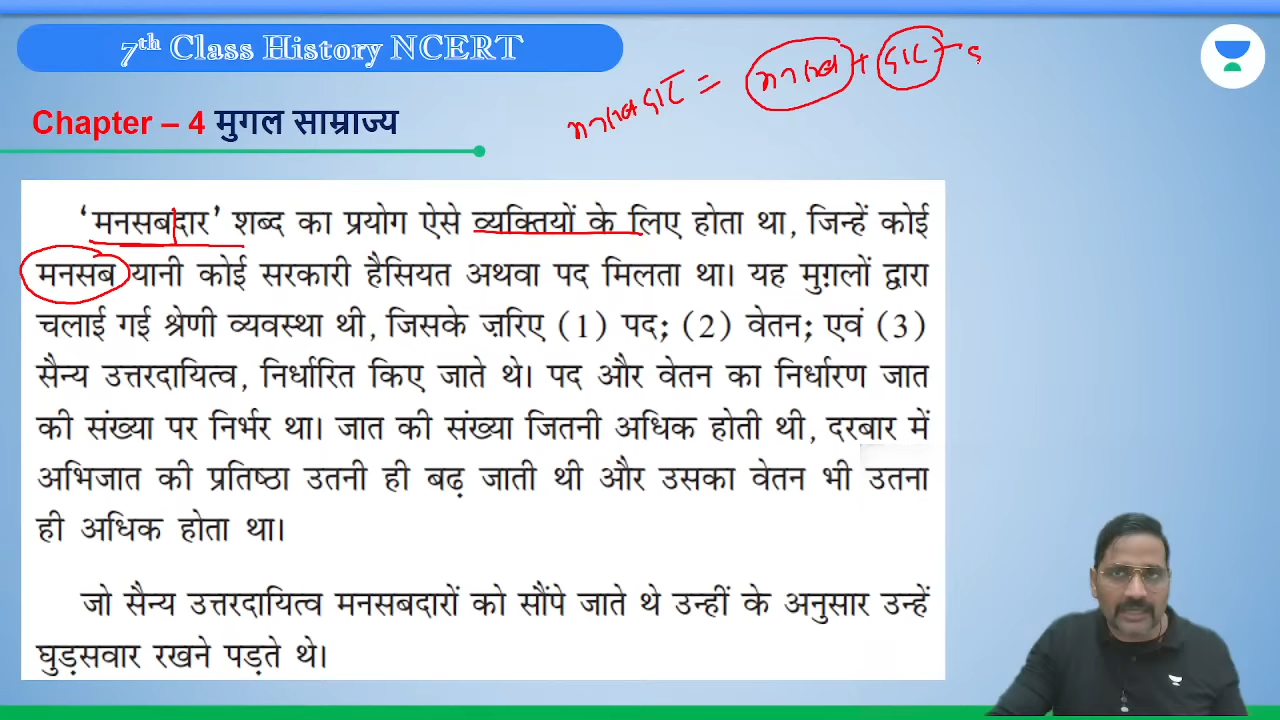 7th Class History NCERT
मनसबदार = मनसब + दार
Chapter – 4 मुगल साम्राज्य
‘मनसबदार’ शब्द का प्रयोग ऐसे व्यक्तियों के लिए होता था, जिन्हें कोई
मनसब यानी कोई सरकारी हैसियत अथवा पद मिलता था। यह मुग़लों द्वारा
चलाई गई श्रेणी व्यवस्था थी, जिसके ज़रिए (1) पद; (2) वेतन; एवं (3)
सैन्य उत्तरदायित्व, निर्धारित किए जाते थे। पद और वेतन का निर्धारण जात
की संख्या पर निर्भर था। जात की संख्या जितनी अधिक होती थी, दरबार में
अभिजात की प्रतिष्ठा उतनी ही बढ़ जाती थी और उसका वेतन भी उतना
ही अधिक होता था।
जो सैन्य उत्तरदायित्व मनसबदारों को सौंपे जाते थे उन्हीं के अनुसार उन्हें
घुड़सवार रखने पड़ते थे।